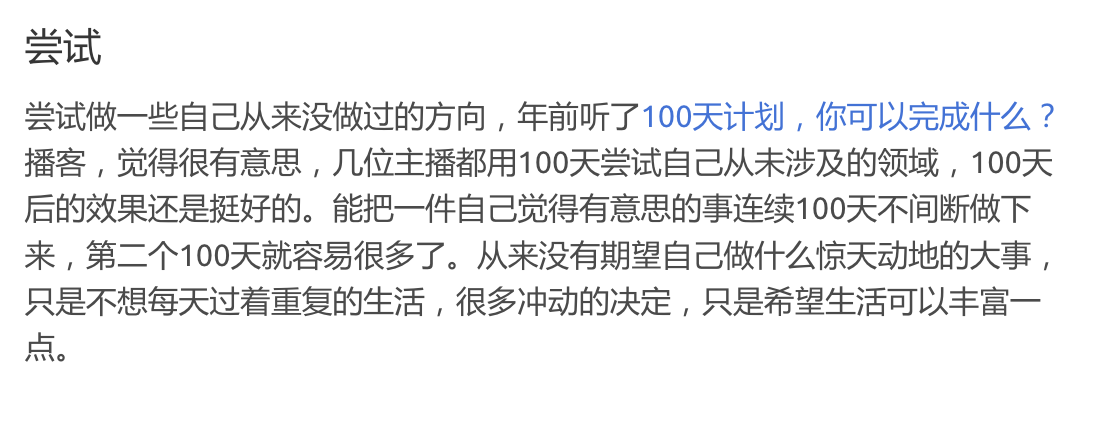 尝试
尝试做一些自己从来没做过的方向，年前听了100天计划，你可以完成什么？
播客，觉得很有意思，几位主播都用100天尝试自己从未涉及的领域，100天
后的效果还是挺好的。能把一件自己觉得有意思的事连续100天不间断做下
来，第二个100天就容易很多了。从来没有期望自己做什么惊天动地的大事，
只是不想每天过着重复的生活，很多冲动的决定，只是希望生活可以丰富一
点。